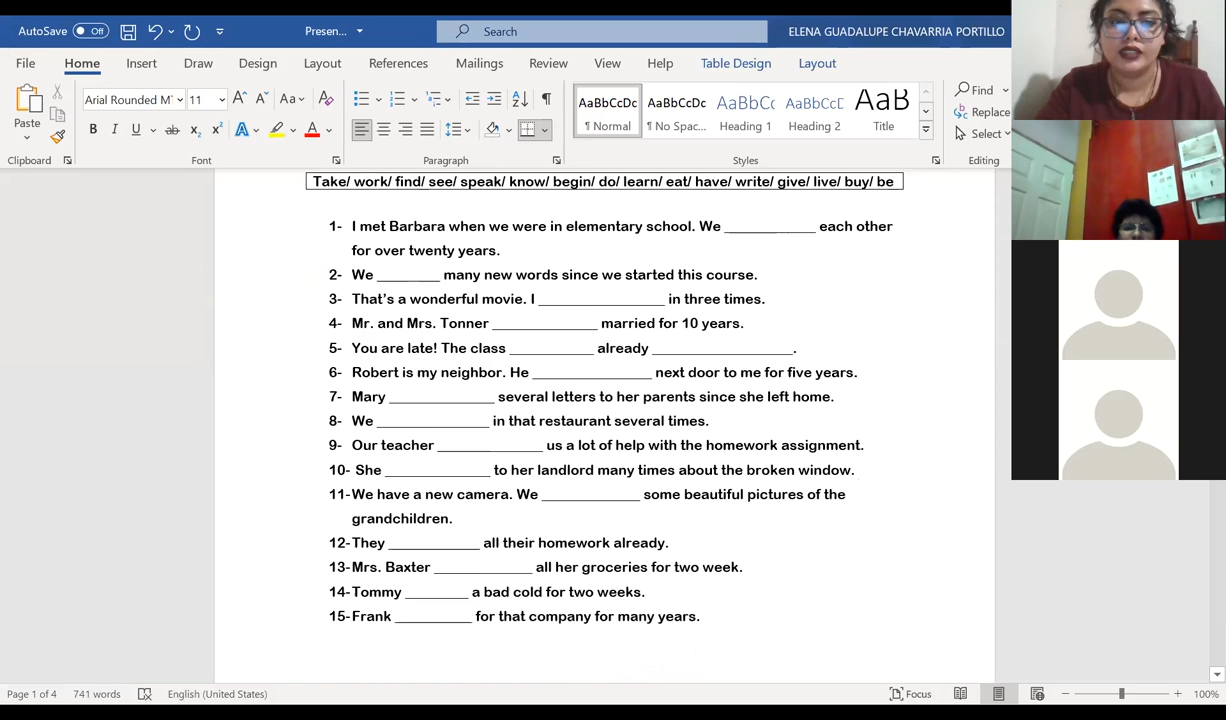 AutoSave Off Presen... Search ELENA GUADALUPE CHAVARRIA PORTILLO
File Home Insert Draw Design Layout References Mailings Review View Help Table Design Layout
Paste Arial Rounded M 11 A A Aa A Find
B I U ab x₂ x² A A AaBbCcDc AaBbCcDc AaBbCc AaBbCcD AaB Replace
¶ Normal ¶ No Spac... Heading 1 Heading 2 Title Select
Clipboard Font Paragraph Styles Editing
Take/ work/ find/ see/ speak/ know/ begin/ do/ learn/ eat/ have/ write/ give/ live/ buy/ be
1- I met Barbara when we were in elementary school. We ____________ each other
for over twenty years.
2- We ________ many new words since we started this course.
3- That's a wonderful movie. I ________________ in three times.
4- Mr. and Mrs. Tonner ______________ married for 10 years.
5- You are late! The class ___________ already __________________.
6- Robert is my neighbor. He _______________ next door to me for five years.
7- Mary ______________ several letters to her parents since she left home.
8- We ______________ in that restaurant several times.
9- Our teacher ______________ us a lot of help with the homework assignment.
10- She ______________ to her landlord many times about the broken window.
11-We have a new camera. We _____________ some beautiful pictures of the
grandchildren.
12-They ____________ all their homework already.
13-Mrs. Baxter _____________ all her groceries for two week.
14-Tommy ________ a bad cold for two weeks.
15-Frank __________ for that company for many years.
Page 1 of 4 741 words English (United States) Focus 100%